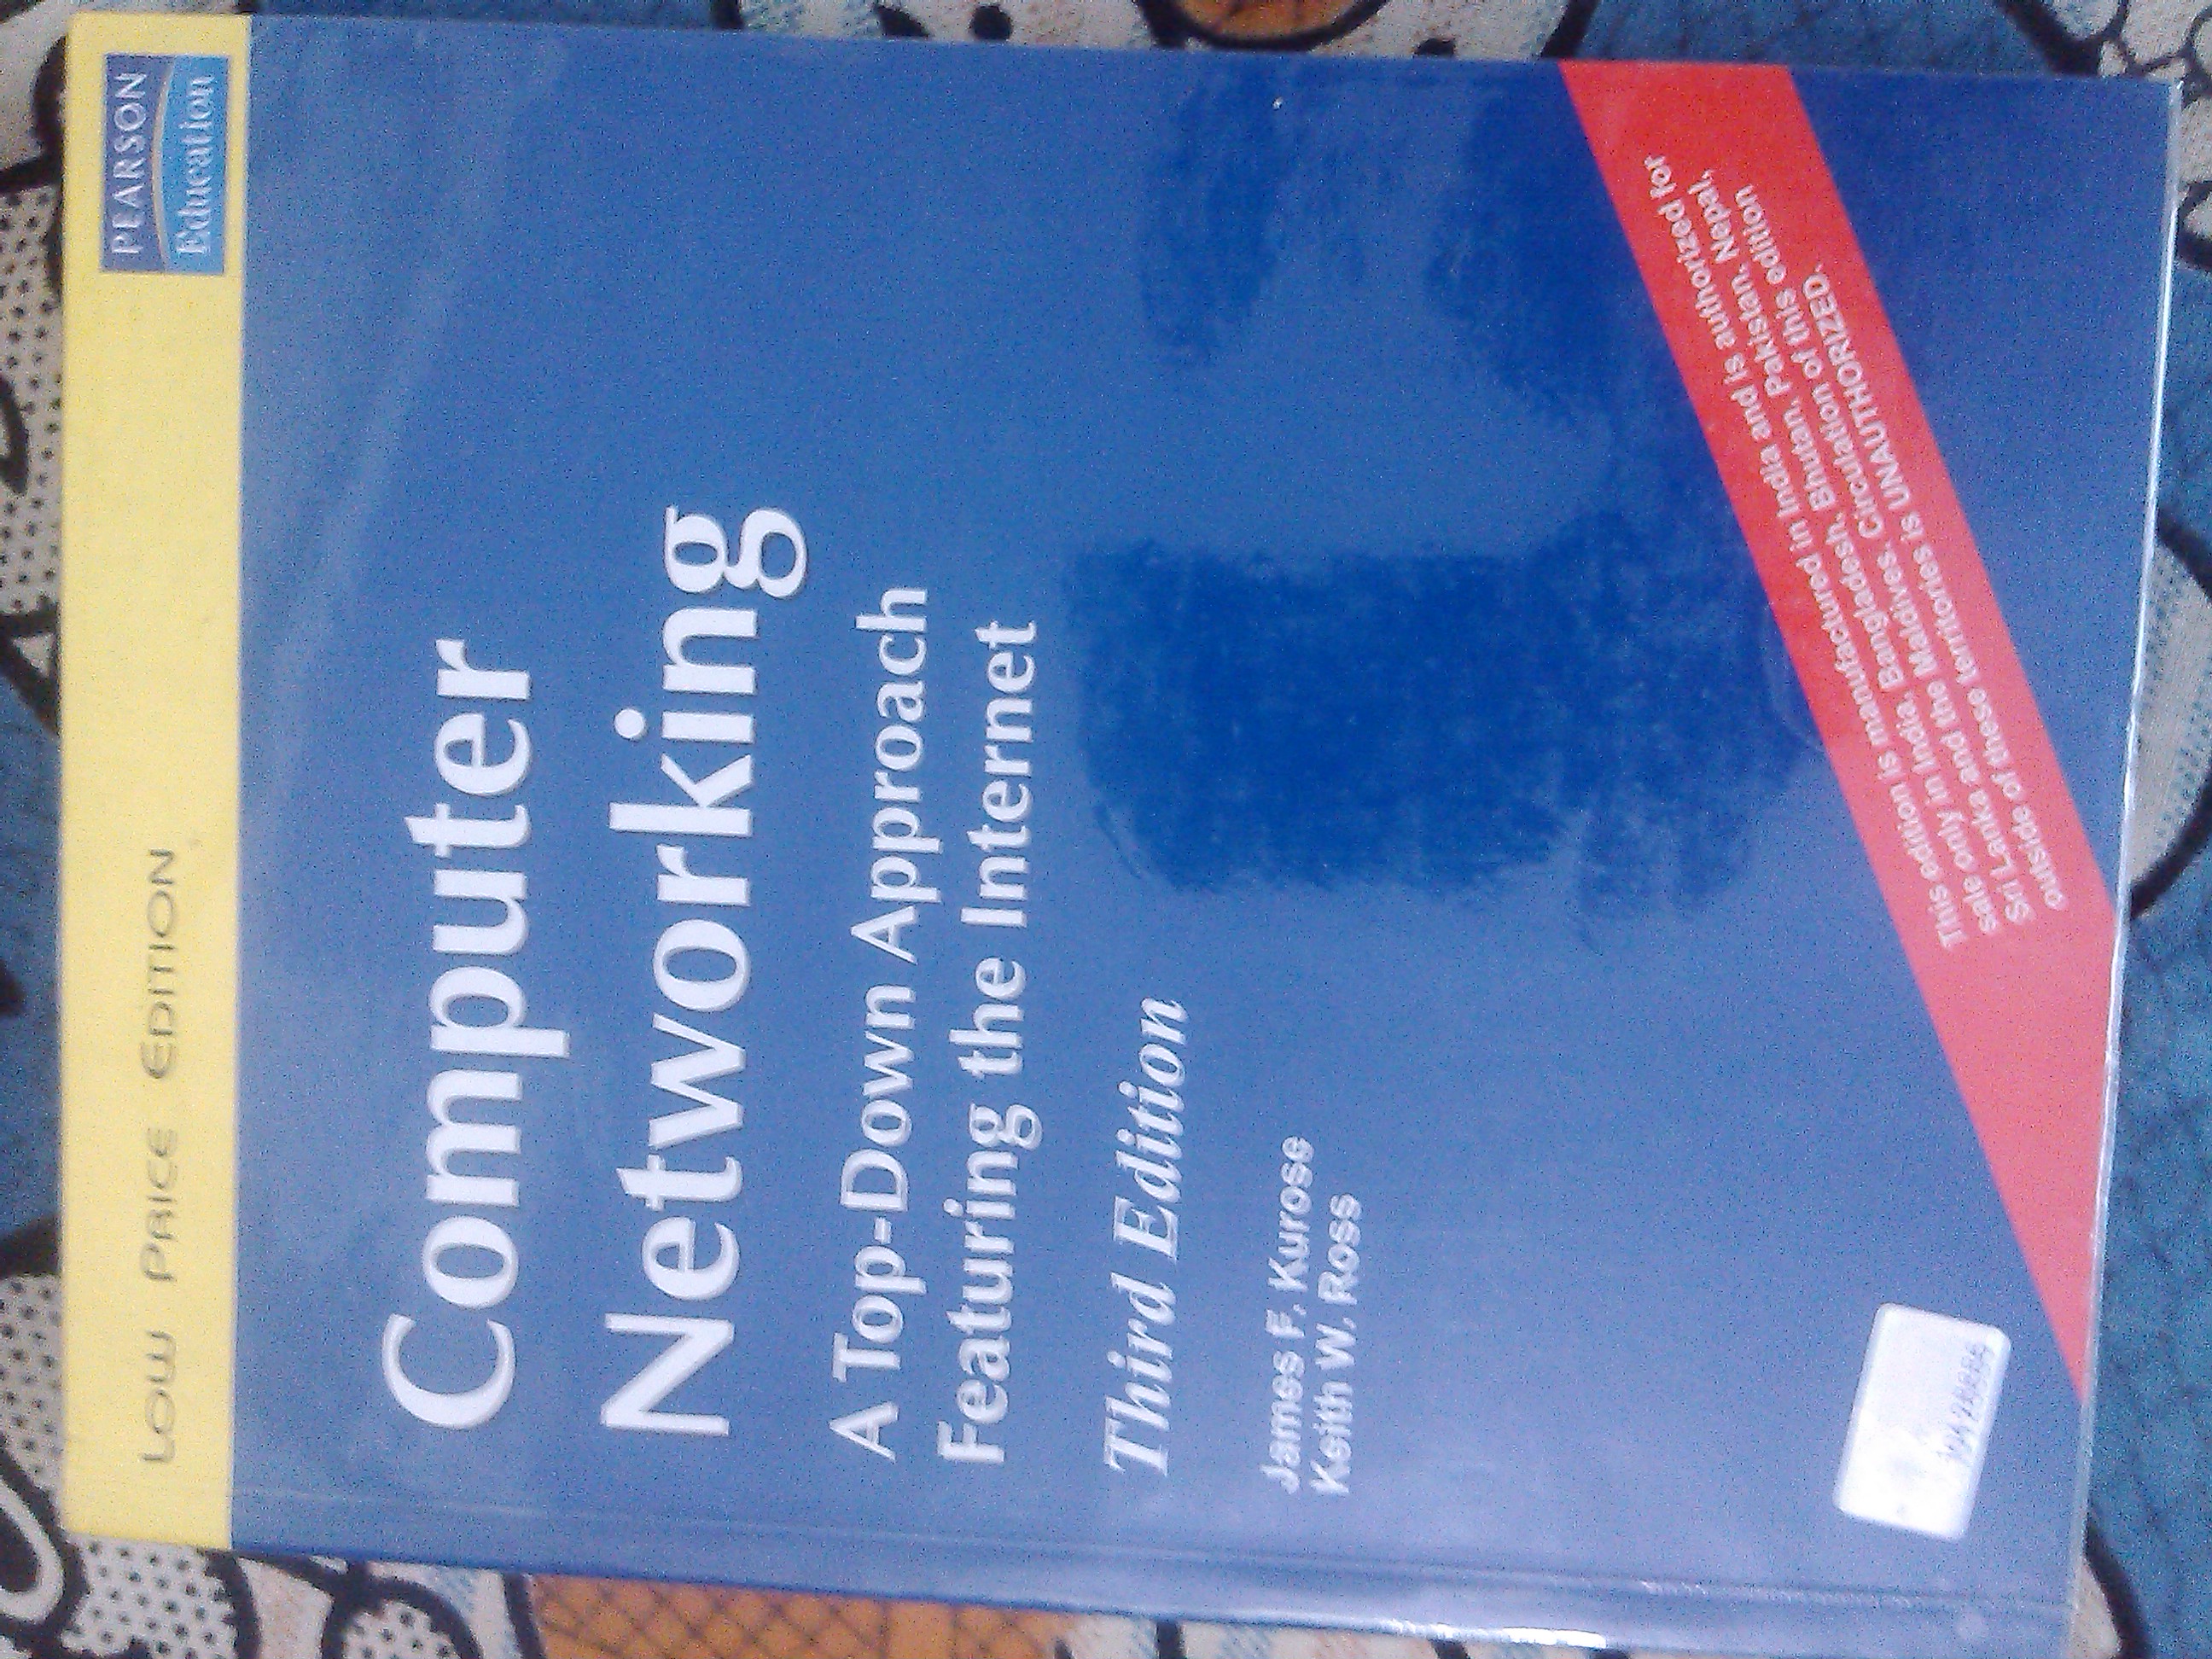 LOW PRICE EDITION
PEARSON
Education
Computer
Networking
A Top-Down Approach
Featuring the Internet
Third Edition
James F. Kurose
Keith W. Ross
This edition is manufactured in India and is authorized for
sale only in India, Bangladesh, Bhutan, Pakistan, Nepal,
Sri Lanka and the Maldives. Circulation of this edition
outside of these territories is UNAUTHORIZED.